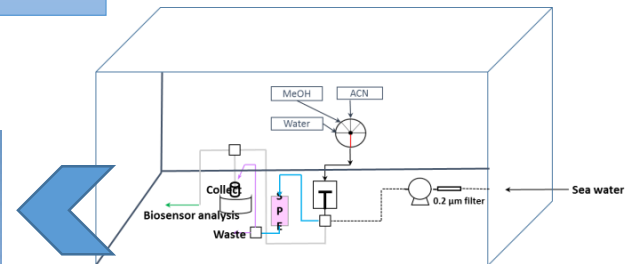 MeOH
ACN
Water
T
S
P
E
0.2 µm filter
Sea water
Collect
Biosensor analysis
Waste